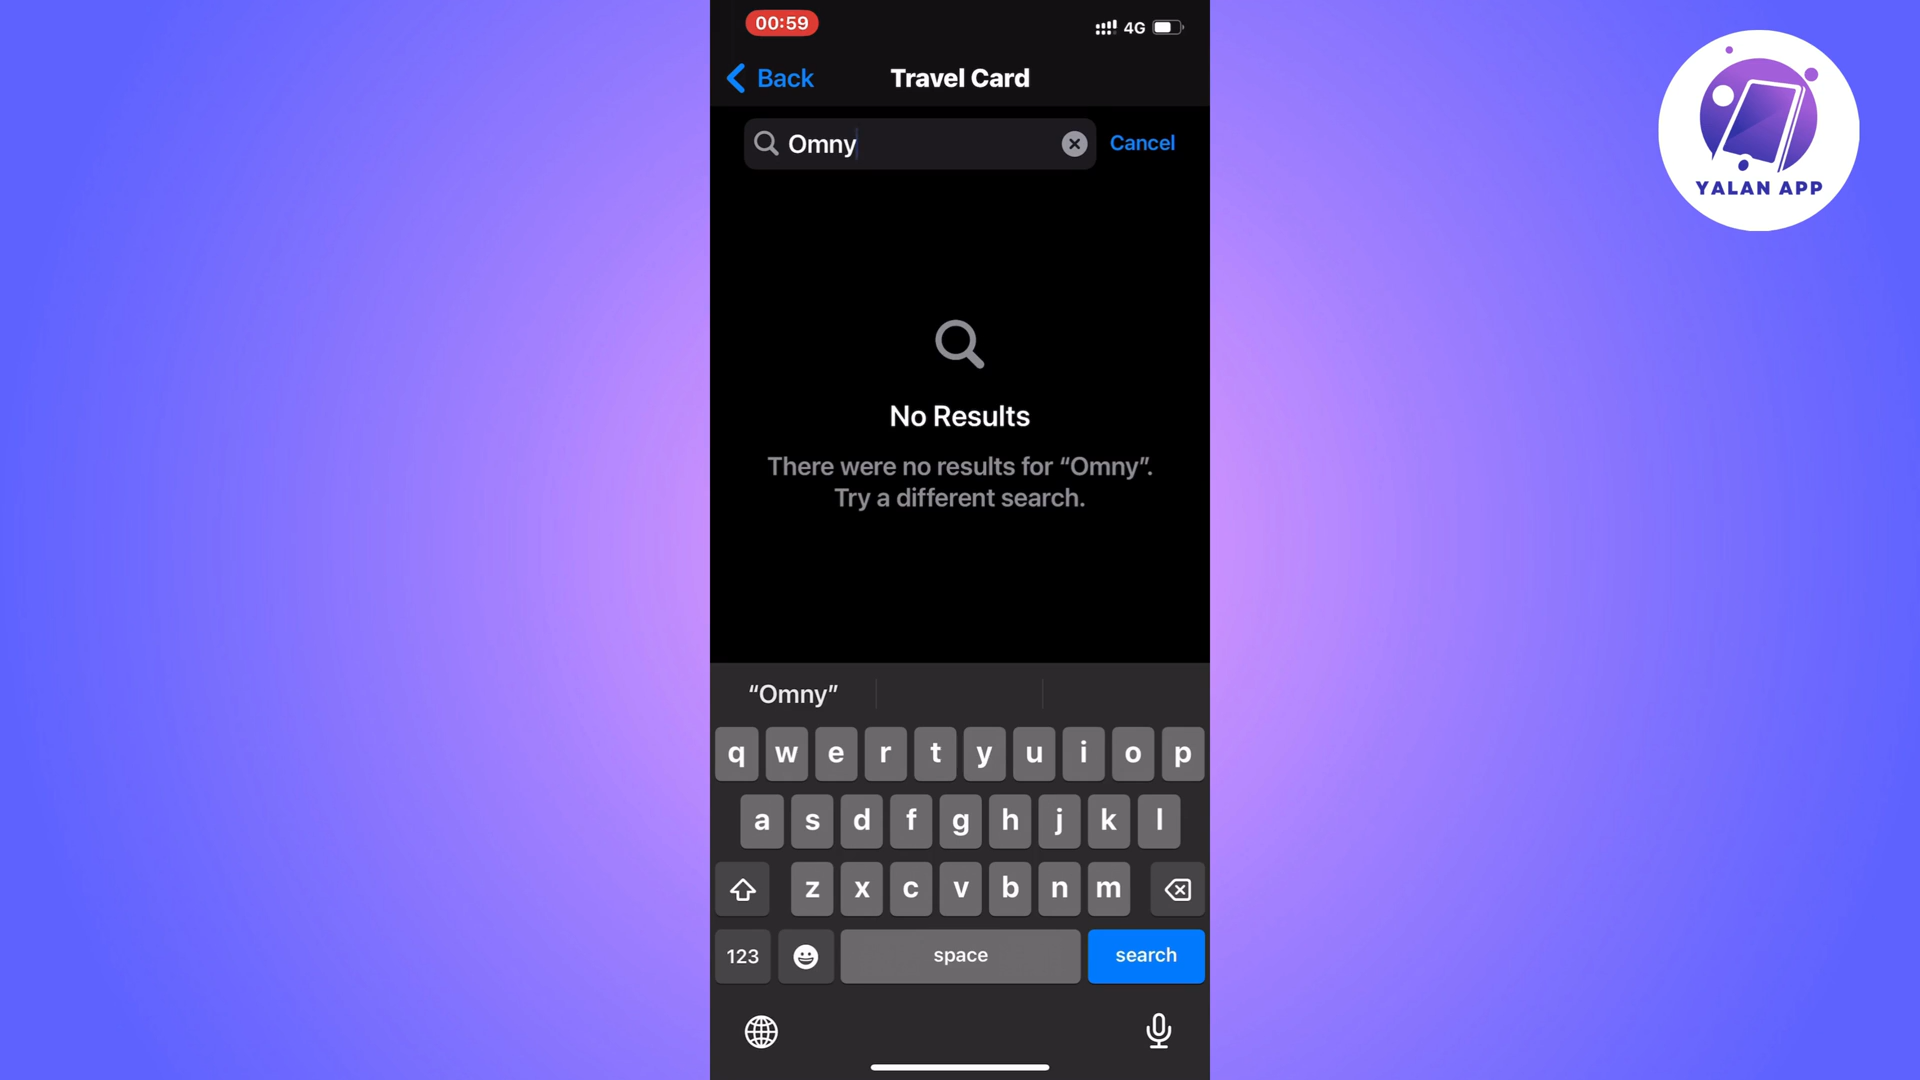 00:59
4G
Back
Travel Card
Omny
Cancel
YALAN APP
No Results
There were no results for “Omny”.
Try a different search.
“Omny”
q w e r t y u i o p
a s d f g h j k l
z x c v b n m
123
space
search